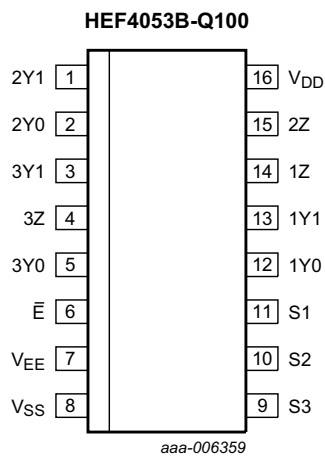 HEF4053B-Q100
2Y1 1 16 VDD
2Y0 2 15 2Z
3Y1 3 14 1Z
3Z 4 13 1Y1
3Y0 5 12 1Y0
E̅ 6 11 S1
VEE 7 10 S2
VSS 8 9 S3
aaa-006359